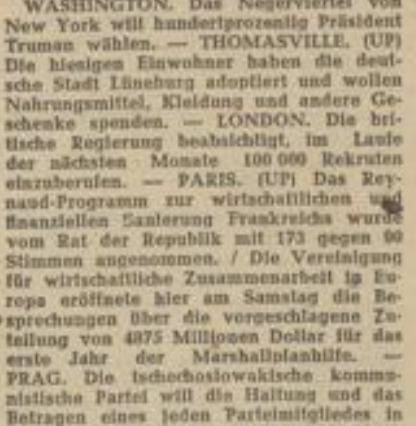 WASHINGTON. Das Negerviertel von
New York will hundertprozentig Präsident
Truman wählen. — THOMASVILLE. (UP)
Die hiesigen Einwohner haben die deut-
sche Stadt Lüneburg adoptiert und wollen
Nahrungsmittel, Kleidung und andere Ge-
schenke spenden. — LONDON. Die bri-
tische Regierung beabsichtigt, im Laufe
der nächsten Monate 100 000 Rekruten
einzuberufen. — PARIS. (UP) Das Rey-
naud-Programm zur wirtschaftlichen und
finanziellen Sanierung Frankreichs wurde
vom Rat der Republik mit 173 gegen 00
Stimmen angenommen. / Die Vereinigung
für wirtschaftliche Zusammenarbeit in Eu-
ropa eröffnete hier am Samstag die Be-
sprechungen über die vorgeschlagene Zu-
teilung von 4875 Millionen Dollar für das
erste Jahr der Marshallplanhilfe. —
PRAG. Die tschechoslowakische kommu-
nistische Partei will die Haltung und das
Betragen eines jeden Parteimitgliedes in